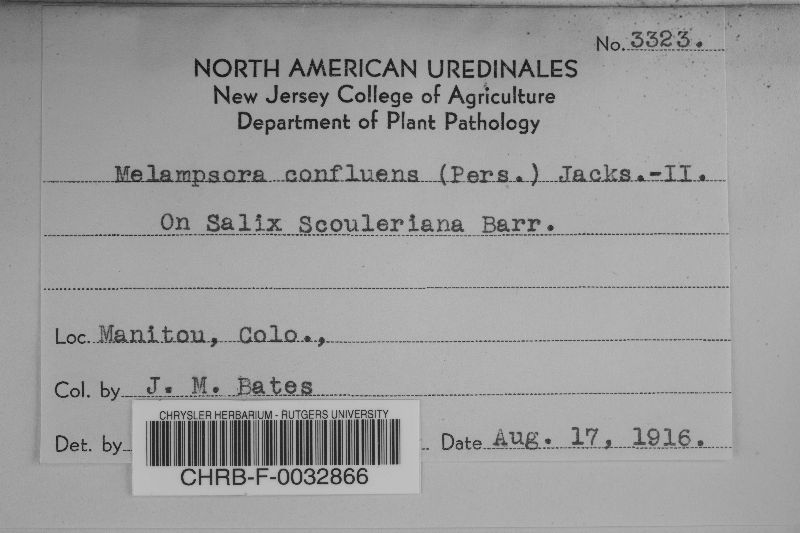 No. 3323.
NORTH AMERICAN UREDINALES
New Jersey College of Agriculture
Department of Plant Pathology
Melampsora confluens (Pers.) Jacks.-II.
On Salix Scouleriana Barr.
Loc. Manitou, Colo.,
Col. by J. M. Bates
Det. by
Date Aug. 17, 1916.
CHRYSLER HERBARIUM - RUTGERS UNIVERSITY
CHRB-F-0032866